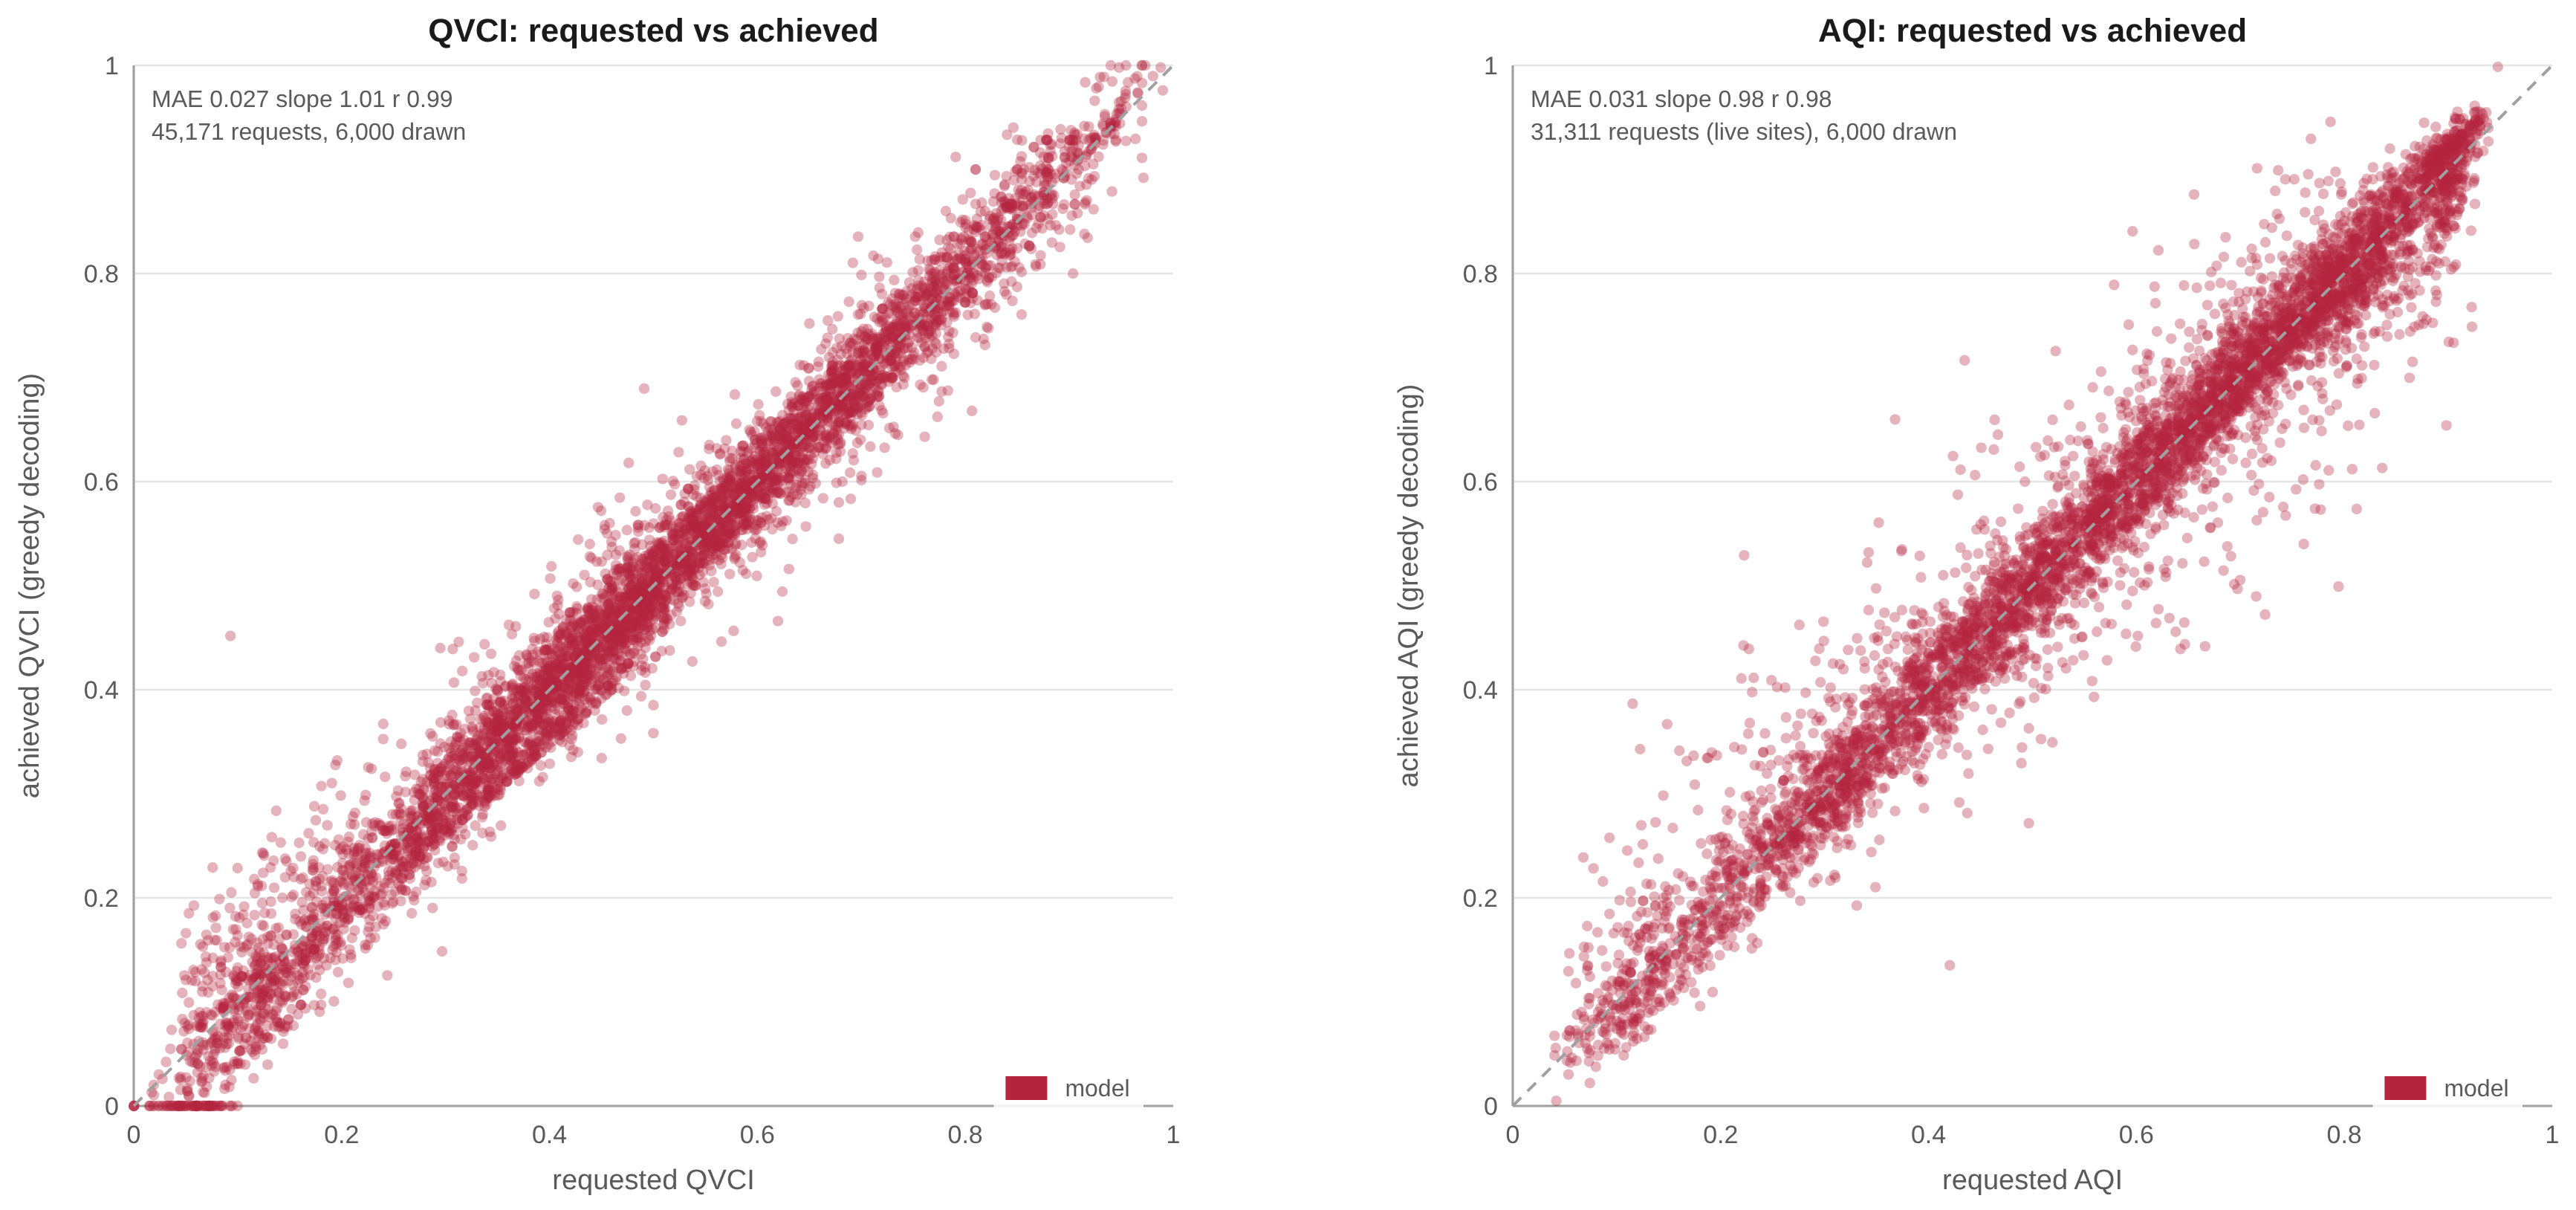 QVCI: requested vs achieved
MAE 0.027 slope 1.01 r 0.99
45,171 requests, 6,000 drawn
achieved QVCI (greedy decoding)
1
0.8
0.6
0.4
0.2
0
0 0.2 0.4 0.6 0.8 1
model
requested QVCI
AQI: requested vs achieved
MAE 0.031 slope 0.98 r 0.98
31,311 requests (live sites), 6,000 drawn
achieved AQI (greedy decoding)
1
0.8
0.6
0.4
0.2
0
0 0.2 0.4 0.6 0.8 1
model
requested AQI